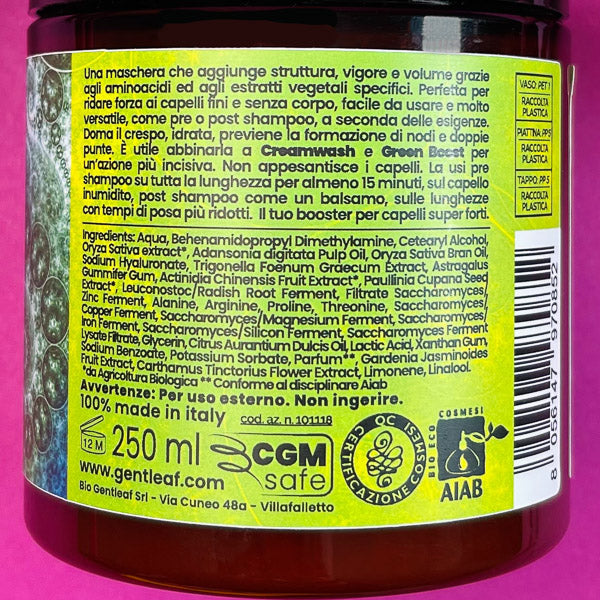 Una maschera che aggiunge struttura, vigore e volume grazie
agli aminoacidi ed agli estratti vegetali specifici. Perfetta per
ridare forza ai capelli fini e senza corpo, facile da usare e molto
versatile, come pre o post shampoo, a seconda delle esigenze.
Doma il crespo, idrata, previene la formazione di nodi e doppie
punte. È utile abbinarla a Creamwash e Green Boost per
un'azione più incisiva. Non appesantisce i capelli. La usi pre
shampoo su tutta la lunghezza per almeno 15 minuti, sul capello
inumidito, post shampoo come un balsamo, sulle lunghezze
con tempi di posa più ridotti. Il tuo booster per capelli super forti.
Ingredients: Aqua, Behenamidopropyl Dimethylamine, Cetearyl Alcohol,
Oryza Sativa extract*, Adansonia digitata Pulp Oil, Oryza Sativa Bran Oil,
Sodium Hyaluronate, Trigonella Foenum Graecum Extract, Astragalus
Gummifer Gum, Actinidia Chinensis Fruit Extract*, Paullinia Cupana Seed
Extract*, Leuconostoc/Radish Root Ferment, Filtrate Saccharomyces/
Zinc Ferment, Alanine, Arginine, Proline, Threonine, Saccharomyces/
Copper Ferment, Saccharomyces/Magnesium Ferment, Saccharomyces/
Iron Ferment, Saccharomyces/Silicon Ferment, Saccharomyces Ferment
Lysate Filtrate, Glycerin, Citrus Aurantium Dulcis Oil, Lactic Acid, Xanthan Gum,
Sodium Benzoate, Potassium Sorbate, Parfum**, Gardenia Jasminoides
Fruit Extract, Carthamus Tinctorius Flower Extract, Limonene, Linalool.
*da Agricoltura Biologica ** Conforme al disciplinare Aiab
Avvertenze: Per uso esterno. Non ingerire.
100% made in italy cod. az. n. 101118
12 M
250 ml
CGM
safe
www.gentleaf.com
Bio Gentleaf Srl - Via Cuneo 48a - Villafalletto
QC
CERTIFICAZIONE COSMESI
COSMESI
BIO ECO
AIAB
VASO: PET 1
RACCOLTA
PLASTICA
PIATTINA: PP 5
RACCOLTA
PLASTICA
TAPPO: PP 5
RACCOLTA
PLASTICA
8 056147 970852